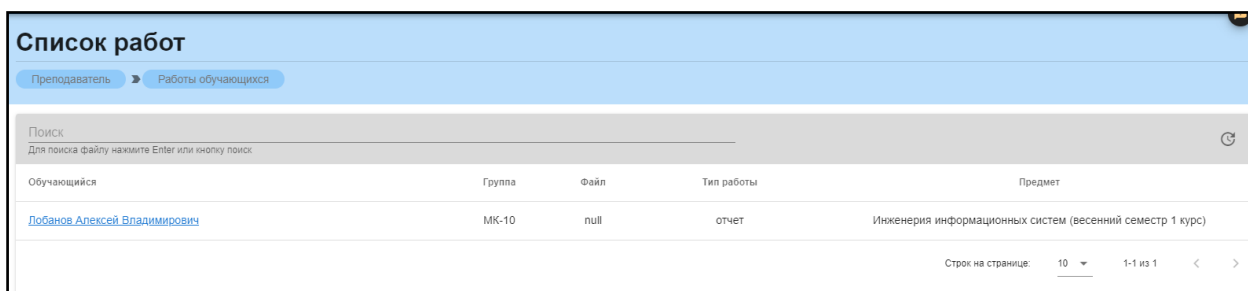 Список работ
Преподаватель Работы обучающихся
Поиск
Для поиска файлу нажмите Enter или кнопку поиск
Обучающийся Группа Файл Тип работы Предмет
Лобанов Алексей Владимирович МК-10 null отчет Инженерия информационных систем (весенний семестр 1 курс)
Строк на странице: 10 1-1 из 1